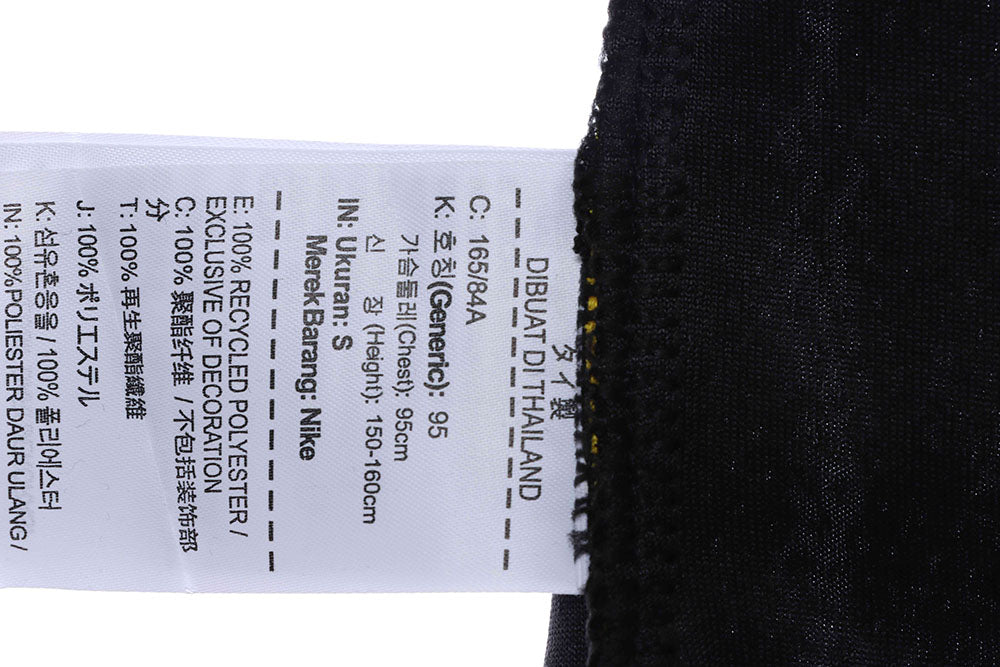 タイ製
DIBUAT DI THAILAND
C: 165/84A
K: 호칭(Generic): 95
가슴둘레(Chest): 95cm
신 장 (Height): 150-160cm
IN: Ukuran: S
Merek Barang: Nike
E: 100% RECYCLED POLYESTER /
EXCLUSIVE OF DECORATION
C: 100% 聚酯纤维 / 不包括装饰部
分
T: 100% 再生聚酯纖維
J: 100% ポリエステル
K: 섬유혼용율 / 100% 폴리에스터
IN: 100% POLIESTER DAUR ULANG /